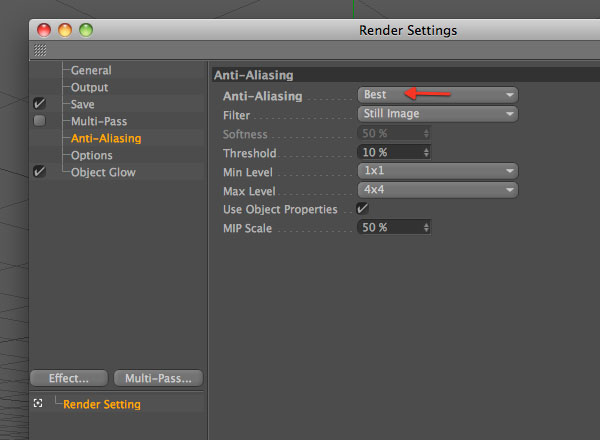 Render Settings
General
Output
Save
Multi-Pass
Anti-Aliasing
Options
Object Glow
Effect...
Multi-Pass...
Render Setting
Anti-Aliasing
Anti-Aliasing Best
Filter Still Image
Softness 50 %
Threshold 10 %
Min Level 1x1
Max Level 4x4
Use Object Properties
MIP Scale 50 %